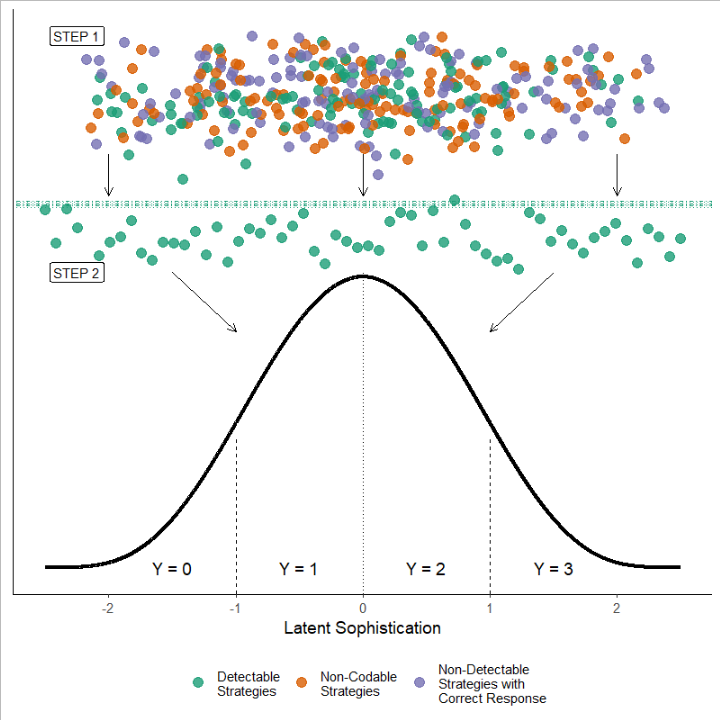 STEP 1
STEP 2
Y = 0 Y = 1 Y = 2 Y = 3
-2 -1 0 1 2
Latent Sophistication
Detectable
Strategies
Non-Codable
Strategies
Non-Detectable
Strategies with
Correct Response